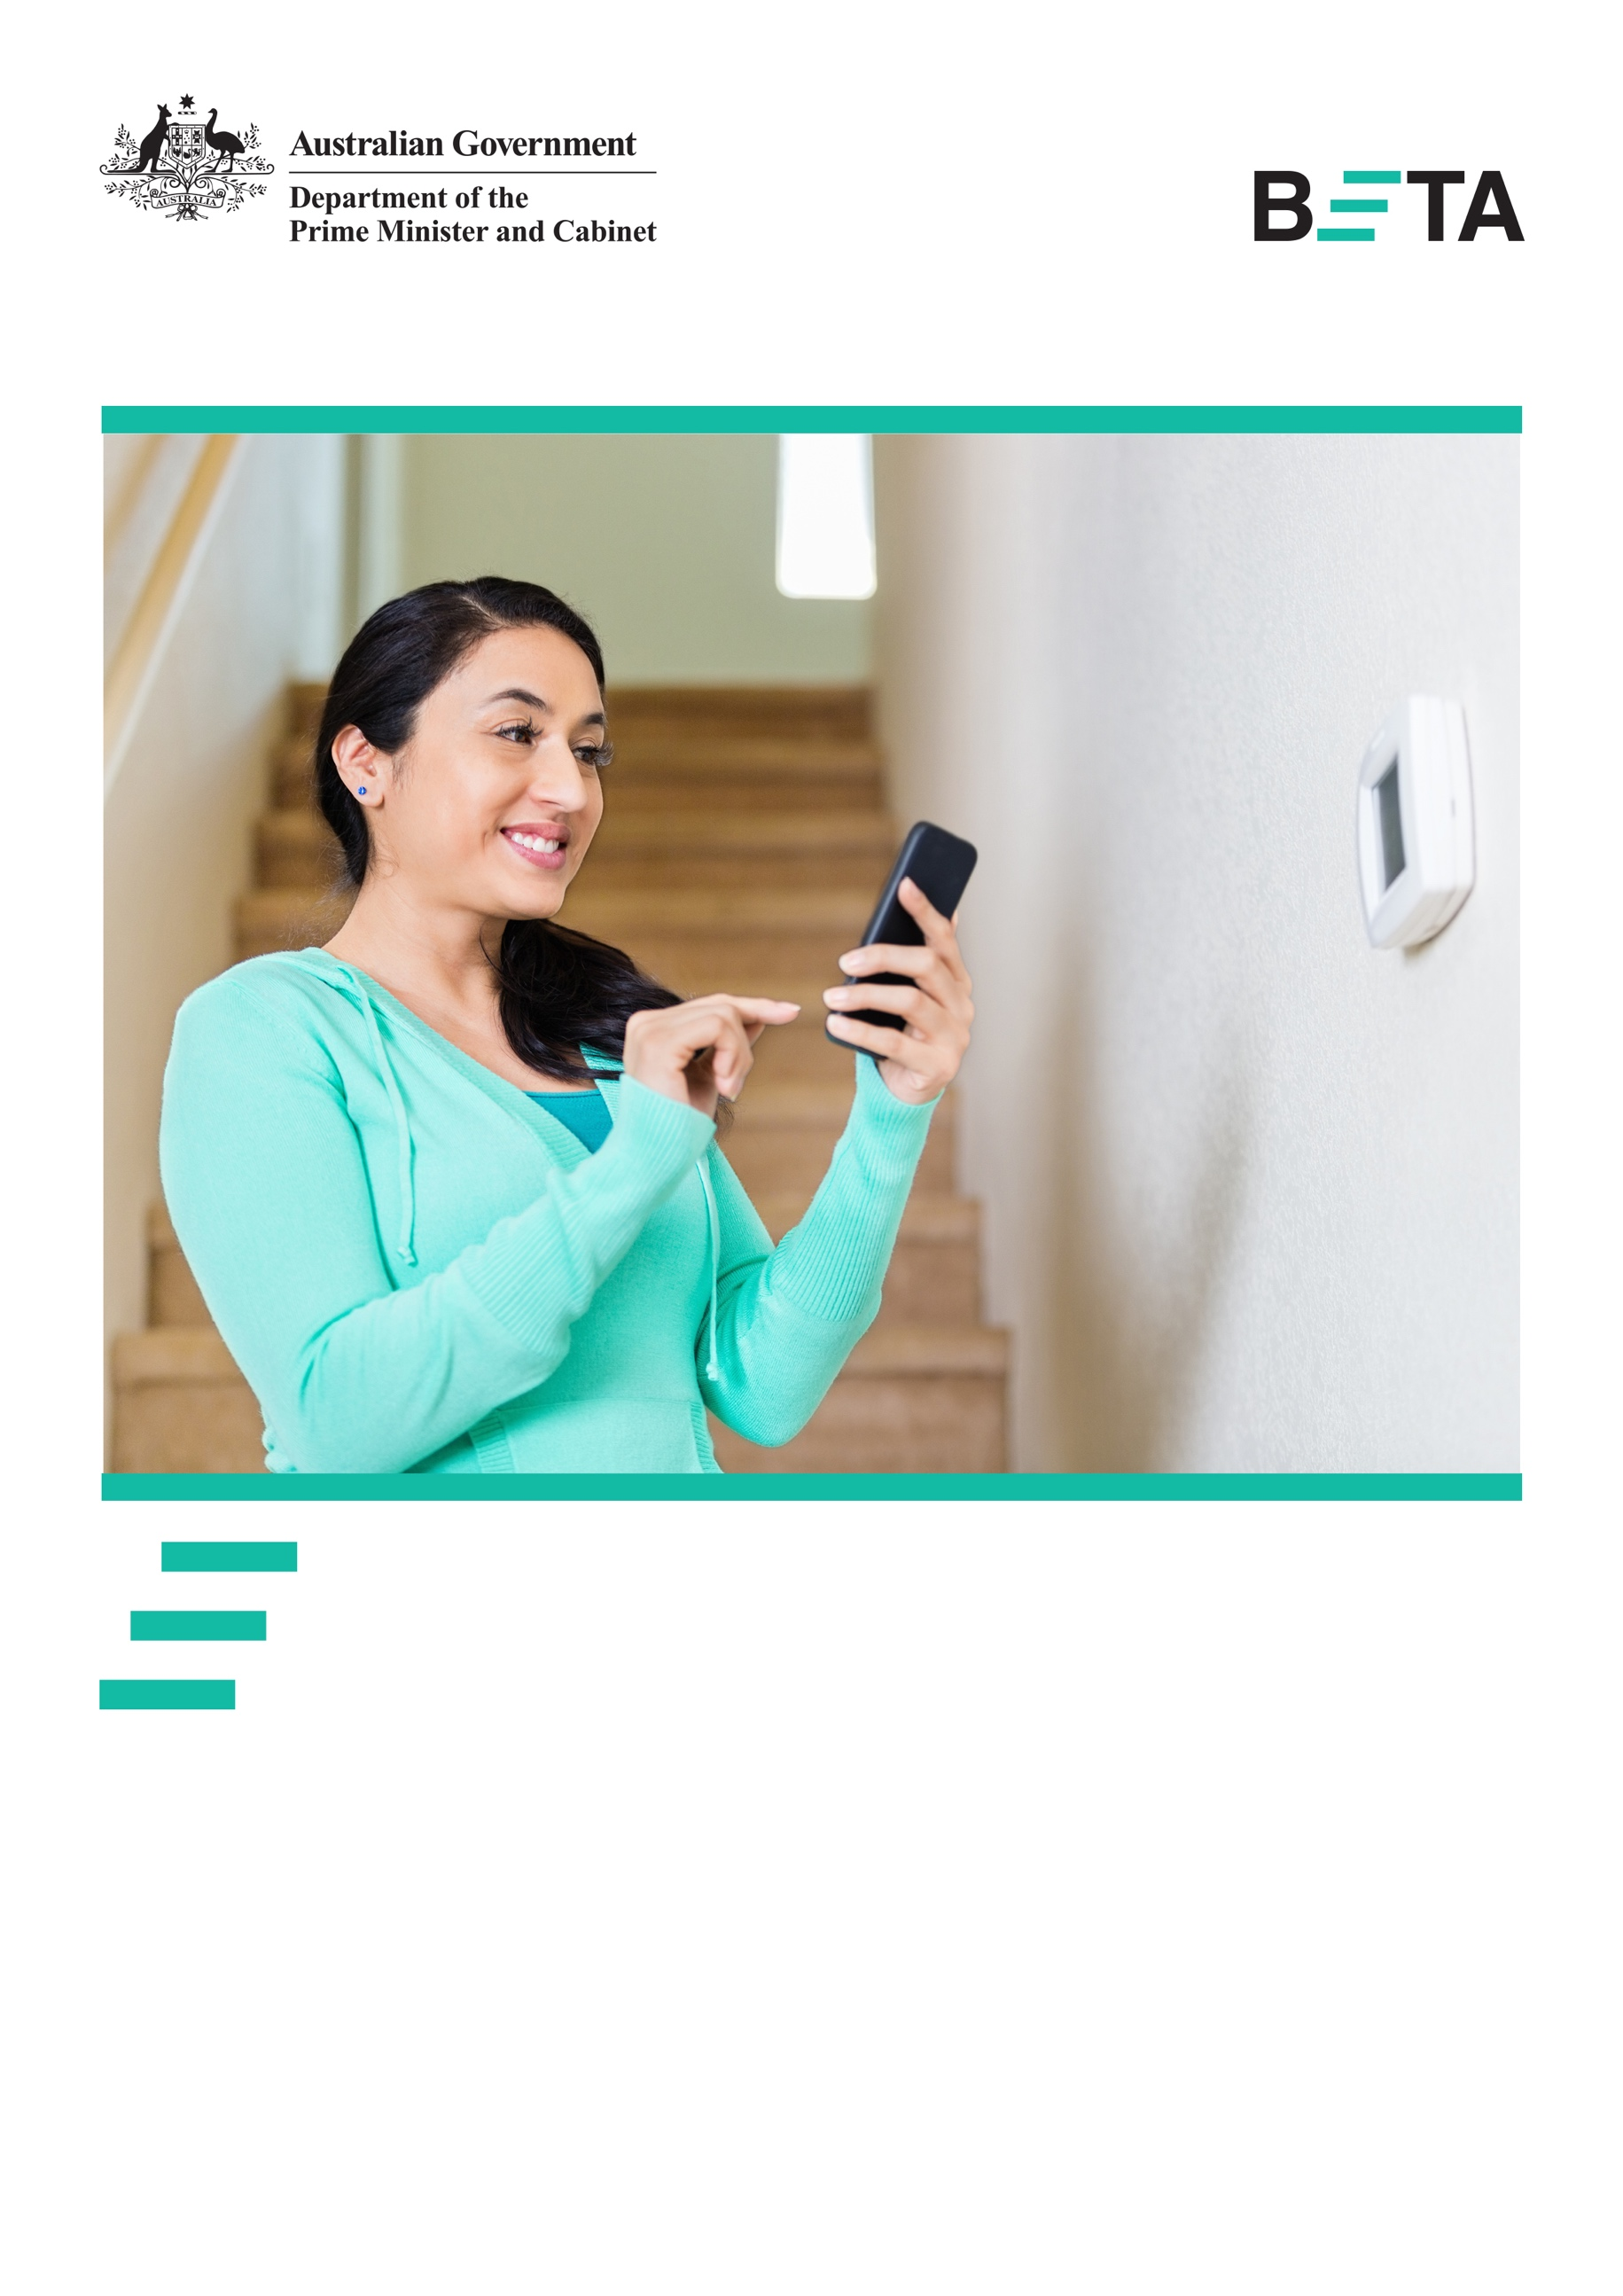 Australian Government
Department of the
Prime Minister and Cabinet
AUSTRALIA
BETA